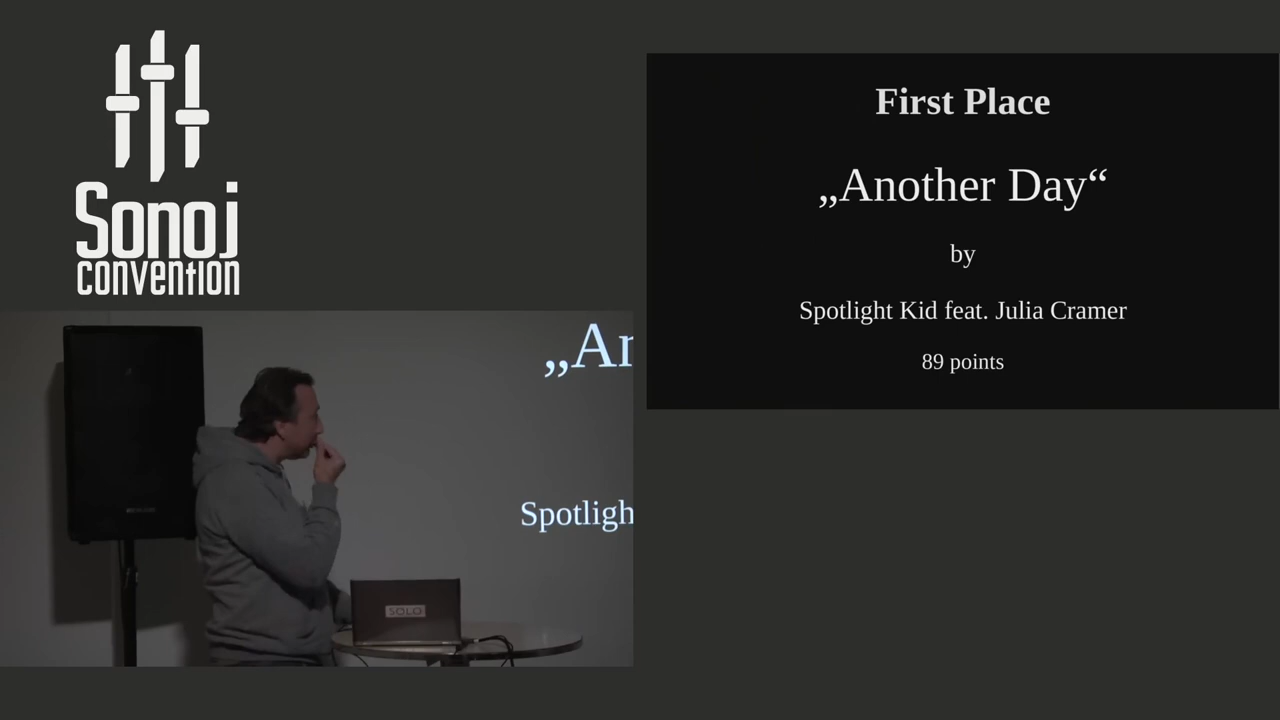 Sonoj
convention
First Place
„Another Day“
by
Spotlight Kid feat. Julia Cramer
89 points
„An
Spotligh
SOLO